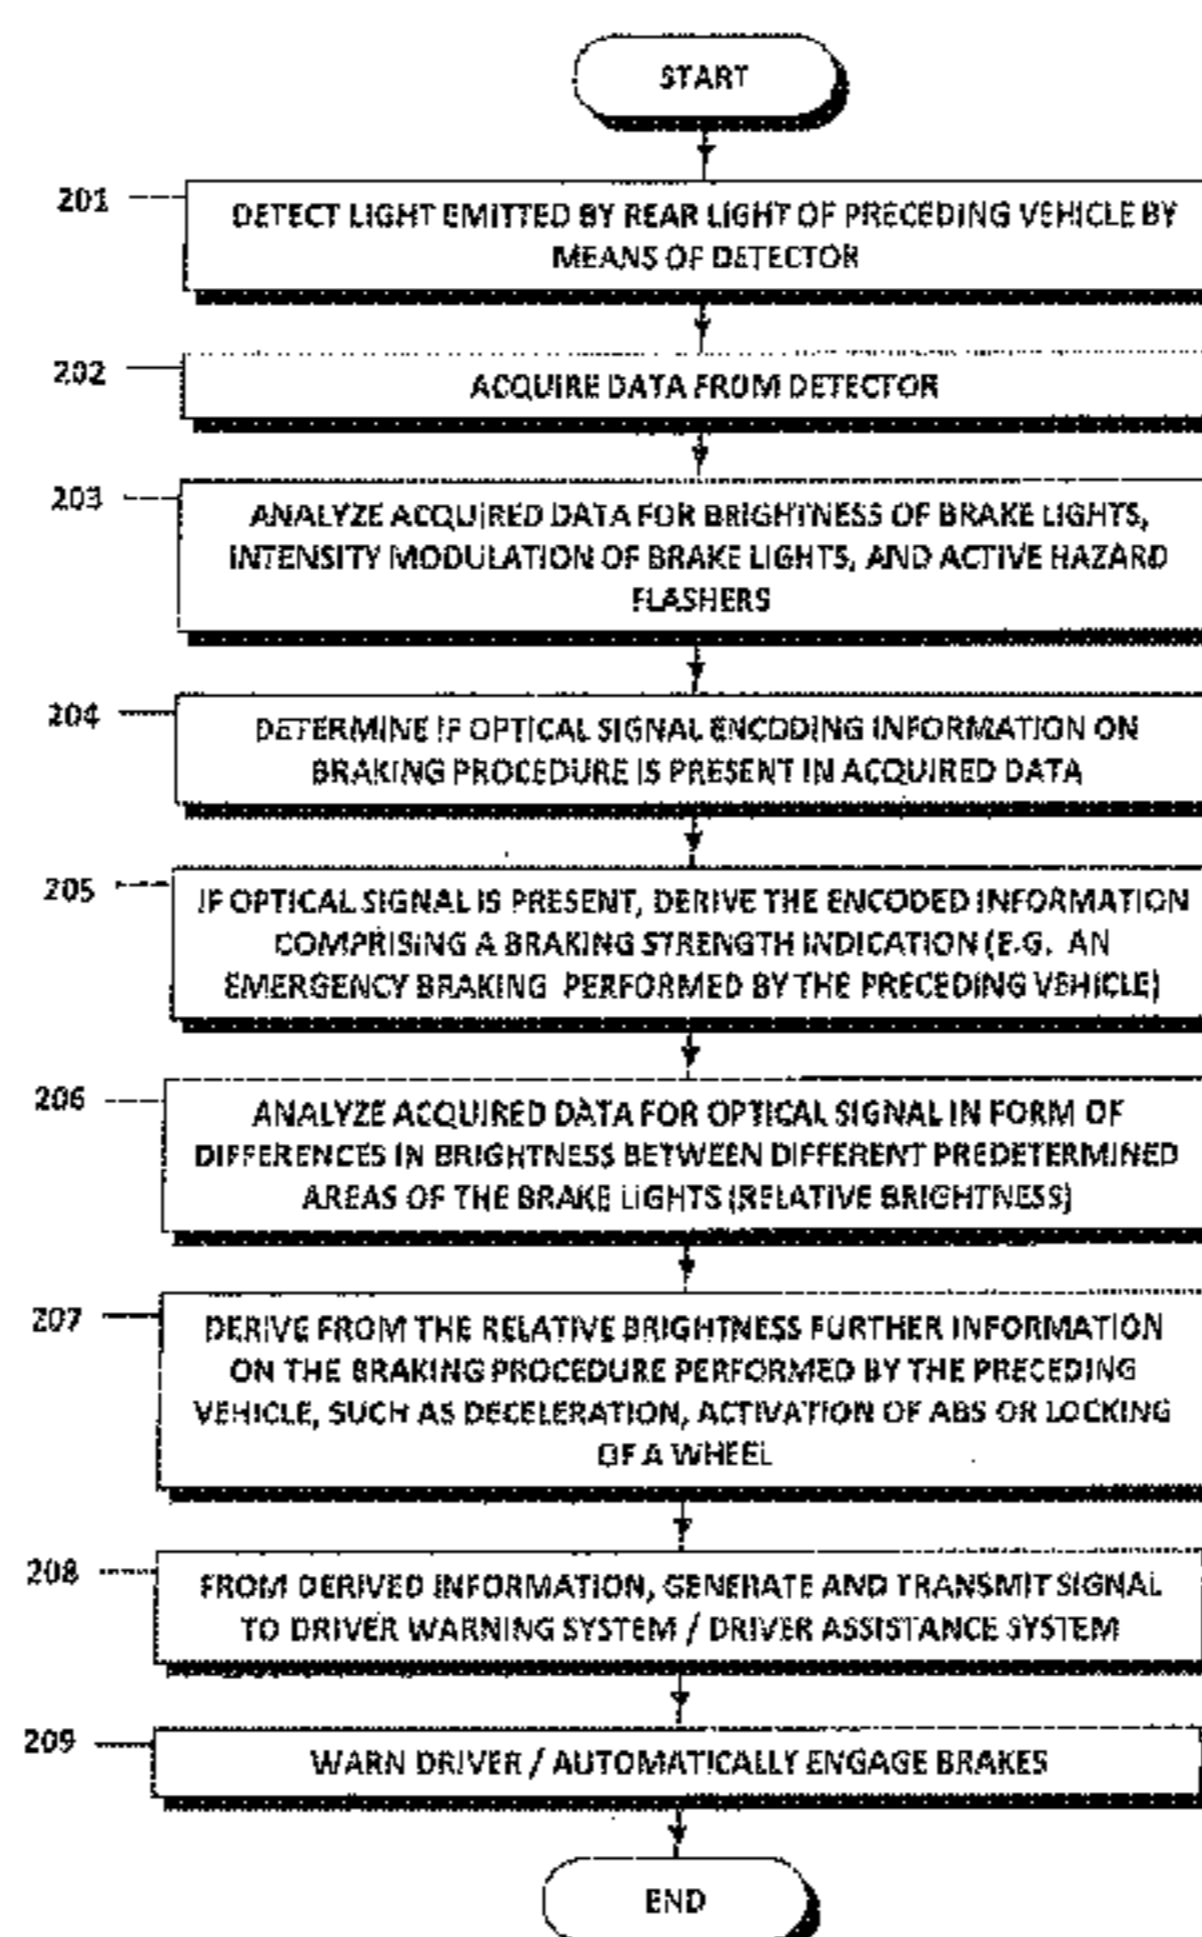 START
201
DETECT LIGHT EMITTED BY REAR LIGHT OF PRECEDING VEHICLE BY
MEANS OF DETECTOR
202
ACQUIRE DATA FROM DETECTOR
203
ANALYZE ACQUIRED DATA FOR BRIGHTNESS OF BRAKE LIGHTS,
INTENSITY MODULATION OF BRAKE LIGHTS, AND ACTIVE HAZARD
FLASHERS
204
DETERMINE IF OPTICAL SIGNAL ENCODING INFORMATION ON
BRAKING PROCEDURE IS PRESENT IN ACQUIRED DATA
205
IF OPTICAL SIGNAL IS PRESENT, DERIVE THE ENCODED INFORMATION
COMPRISING A BRAKING STRENGTH INDICATION (E.G. AN
EMERGENCY BRAKING PERFORMED BY THE PRECEDING VEHICLE)
206
ANALYZE ACQUIRED DATA FOR OPTICAL SIGNAL IN FORM OF
DIFFERENCES IN BRIGHTNESS BETWEEN DIFFERENT PREDETERMINED
AREAS OF THE BRAKE LIGHTS (RELATIVE BRIGHTNESS)
207
DERIVE FROM THE RELATIVE BRIGHTNESS FURTHER INFORMATION
ON THE BRAKING PROCEDURE PERFORMED BY THE PRECEDING
VEHICLE, SUCH AS DECELERATION, ACTIVATION OF ABS OR LOCKING
OF A WHEEL
208
FROM DERIVED INFORMATION, GENERATE AND TRANSMIT SIGNAL
TO DRIVER WARNING SYSTEM / DRIVER ASSISTANCE SYSTEM
209
WARN DRIVER / AUTOMATICALLY ENGAGE BRAKES
END